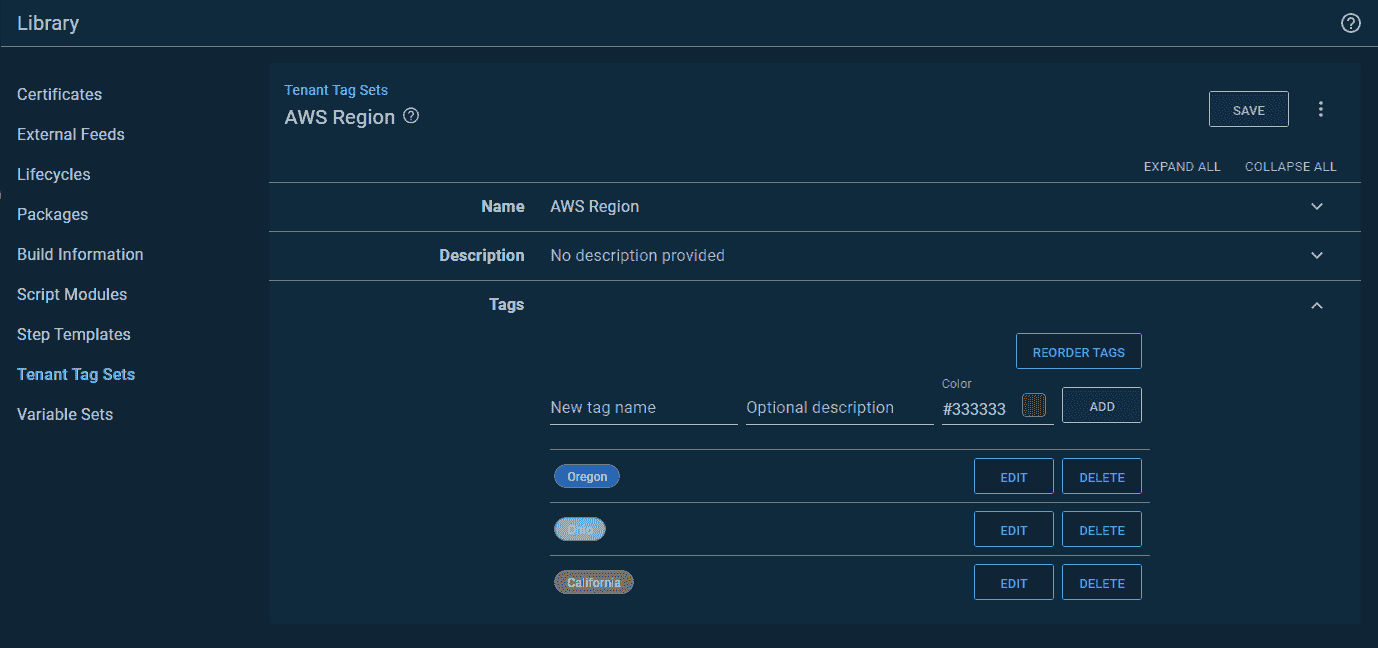 Library
Certificates
External Feeds
Lifecycles
Packages
Build Information
Script Modules
Step Templates
Tenant Tag Sets
Variable Sets
Tenant Tag Sets
AWS Region
SAVE
EXPAND ALL COLLAPSE ALL
Name AWS Region
Description No description provided
Tags
REORDER TAGS
Color
New tag name Optional description #333333 ADD
Oregon EDIT DELETE
Ohio EDIT DELETE
California EDIT DELETE